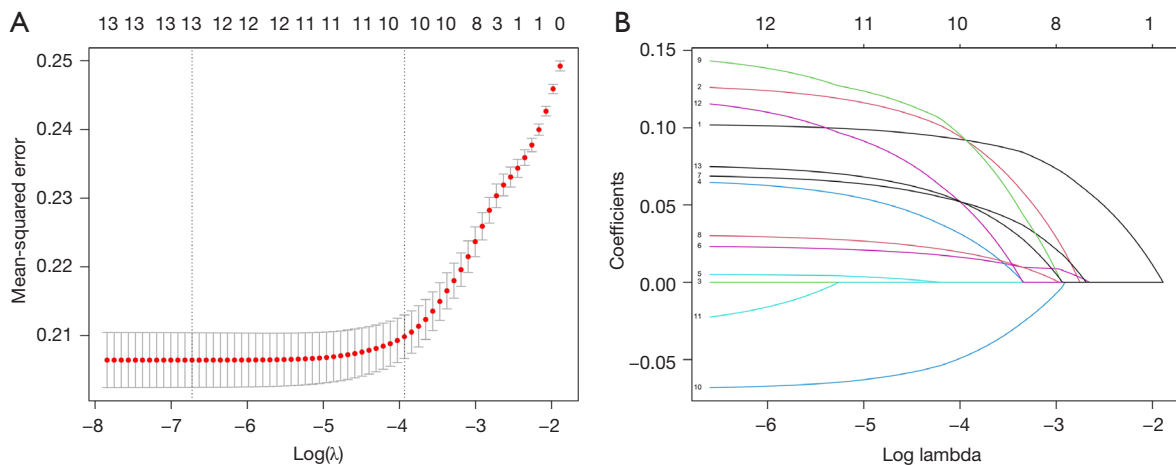 A
13 13 13 13 12 12 12 11 11 11 10 10 10 8 3 1 1 0
Mean-squared error
0.25
0.24
0.23
0.22
0.21
−8 −7 −6 −5 −4 −3 −2
Log(λ)
B
12 11 10 8 1
Coefficients
0.15
0.10
0.05
0.00
−0.05
9
2
12
1
13
7
4
8
6
5
3
11
10
−6 −5 −4 −3 −2
Log lambda